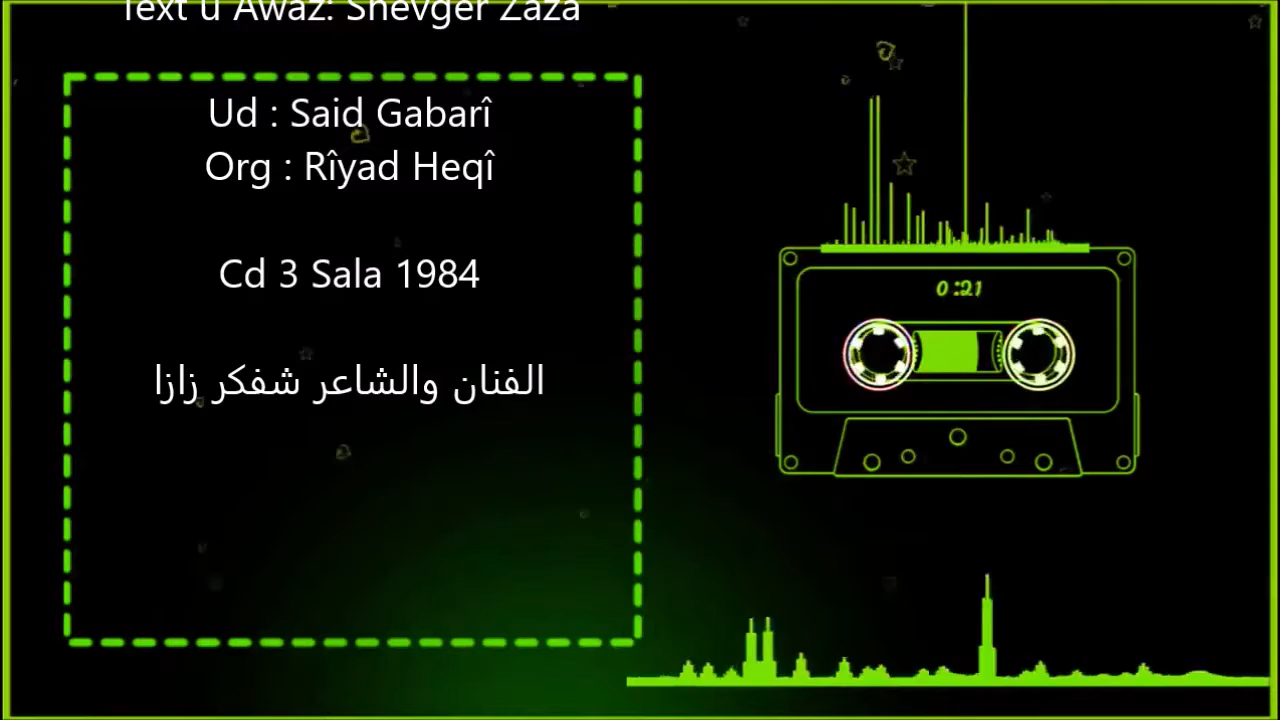 Text û Awaz: Shevger Zaza
Ud : Said Gabarî
Org : Rîyad Heqî
Cd 3 Sala 1984
الفنان والشاعر شفكر زازا
0:21